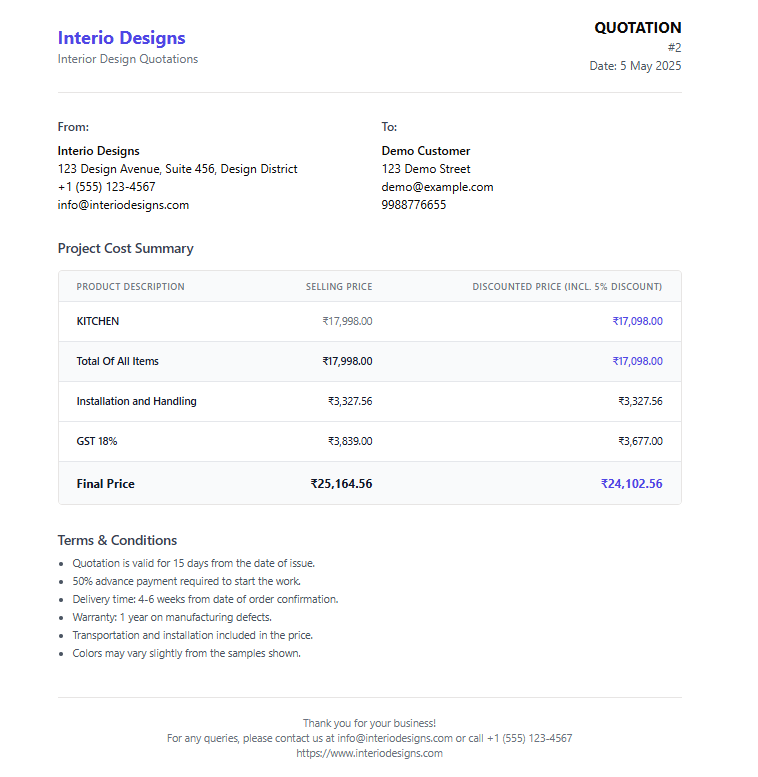 Interio Designs
Interior Design Quotations
QUOTATION
#2
Date: 5 May 2025
From:
Interio Designs
123 Design Avenue, Suite 456, Design District
+1 (555) 123-4567
info@interiodesigns.com
To:
Demo Customer
123 Demo Street
demo@example.com
9988776655
Project Cost Summary
PRODUCT DESCRIPTION SELLING PRICE DISCOUNTED PRICE (INCL. 5% DISCOUNT)
KITCHEN ₹17,998.00 ₹17,098.00
Total Of All Items ₹17,998.00 ₹17,098.00
Installation and Handling ₹3,327.56 ₹3,327.56
GST 18% ₹3,839.00 ₹3,677.00
Final Price ₹25,164.56 ₹24,102.56
Terms & Conditions
• Quotation is valid for 15 days from the date of issue.
• 50% advance payment required to start the work.
• Delivery time: 4-6 weeks from date of order confirmation.
• Warranty: 1 year on manufacturing defects.
• Transportation and installation included in the price.
• Colors may vary slightly from the samples shown.
Thank you for your business!
For any queries, please contact us at info@interiodesigns.com or call +1 (555) 123-4567
https://www.interiodesigns.com